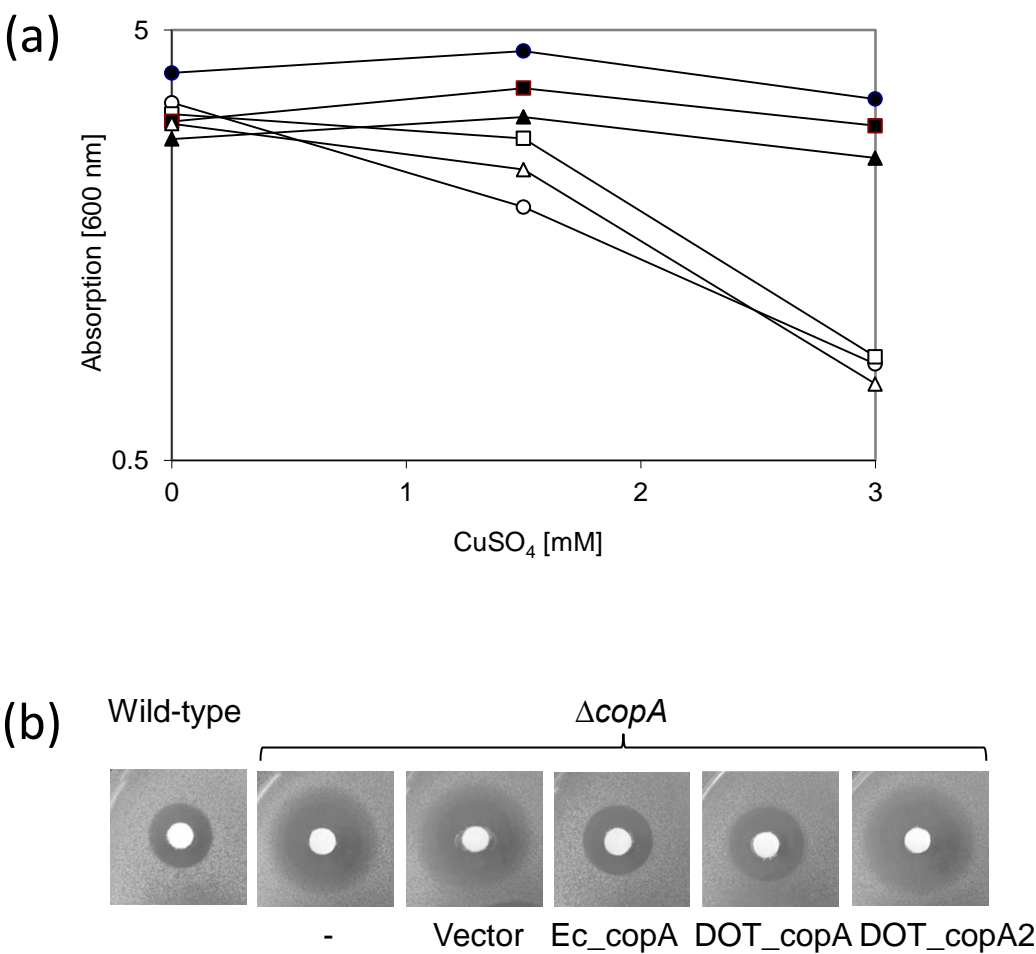 (a)
5
Absorption [600 nm]
0.5
0 1 2 3
CuSO₄ [mM]
(b)
Wild-type ΔcopA
- Vector Ec_copA DOT_copA DOT_copA2